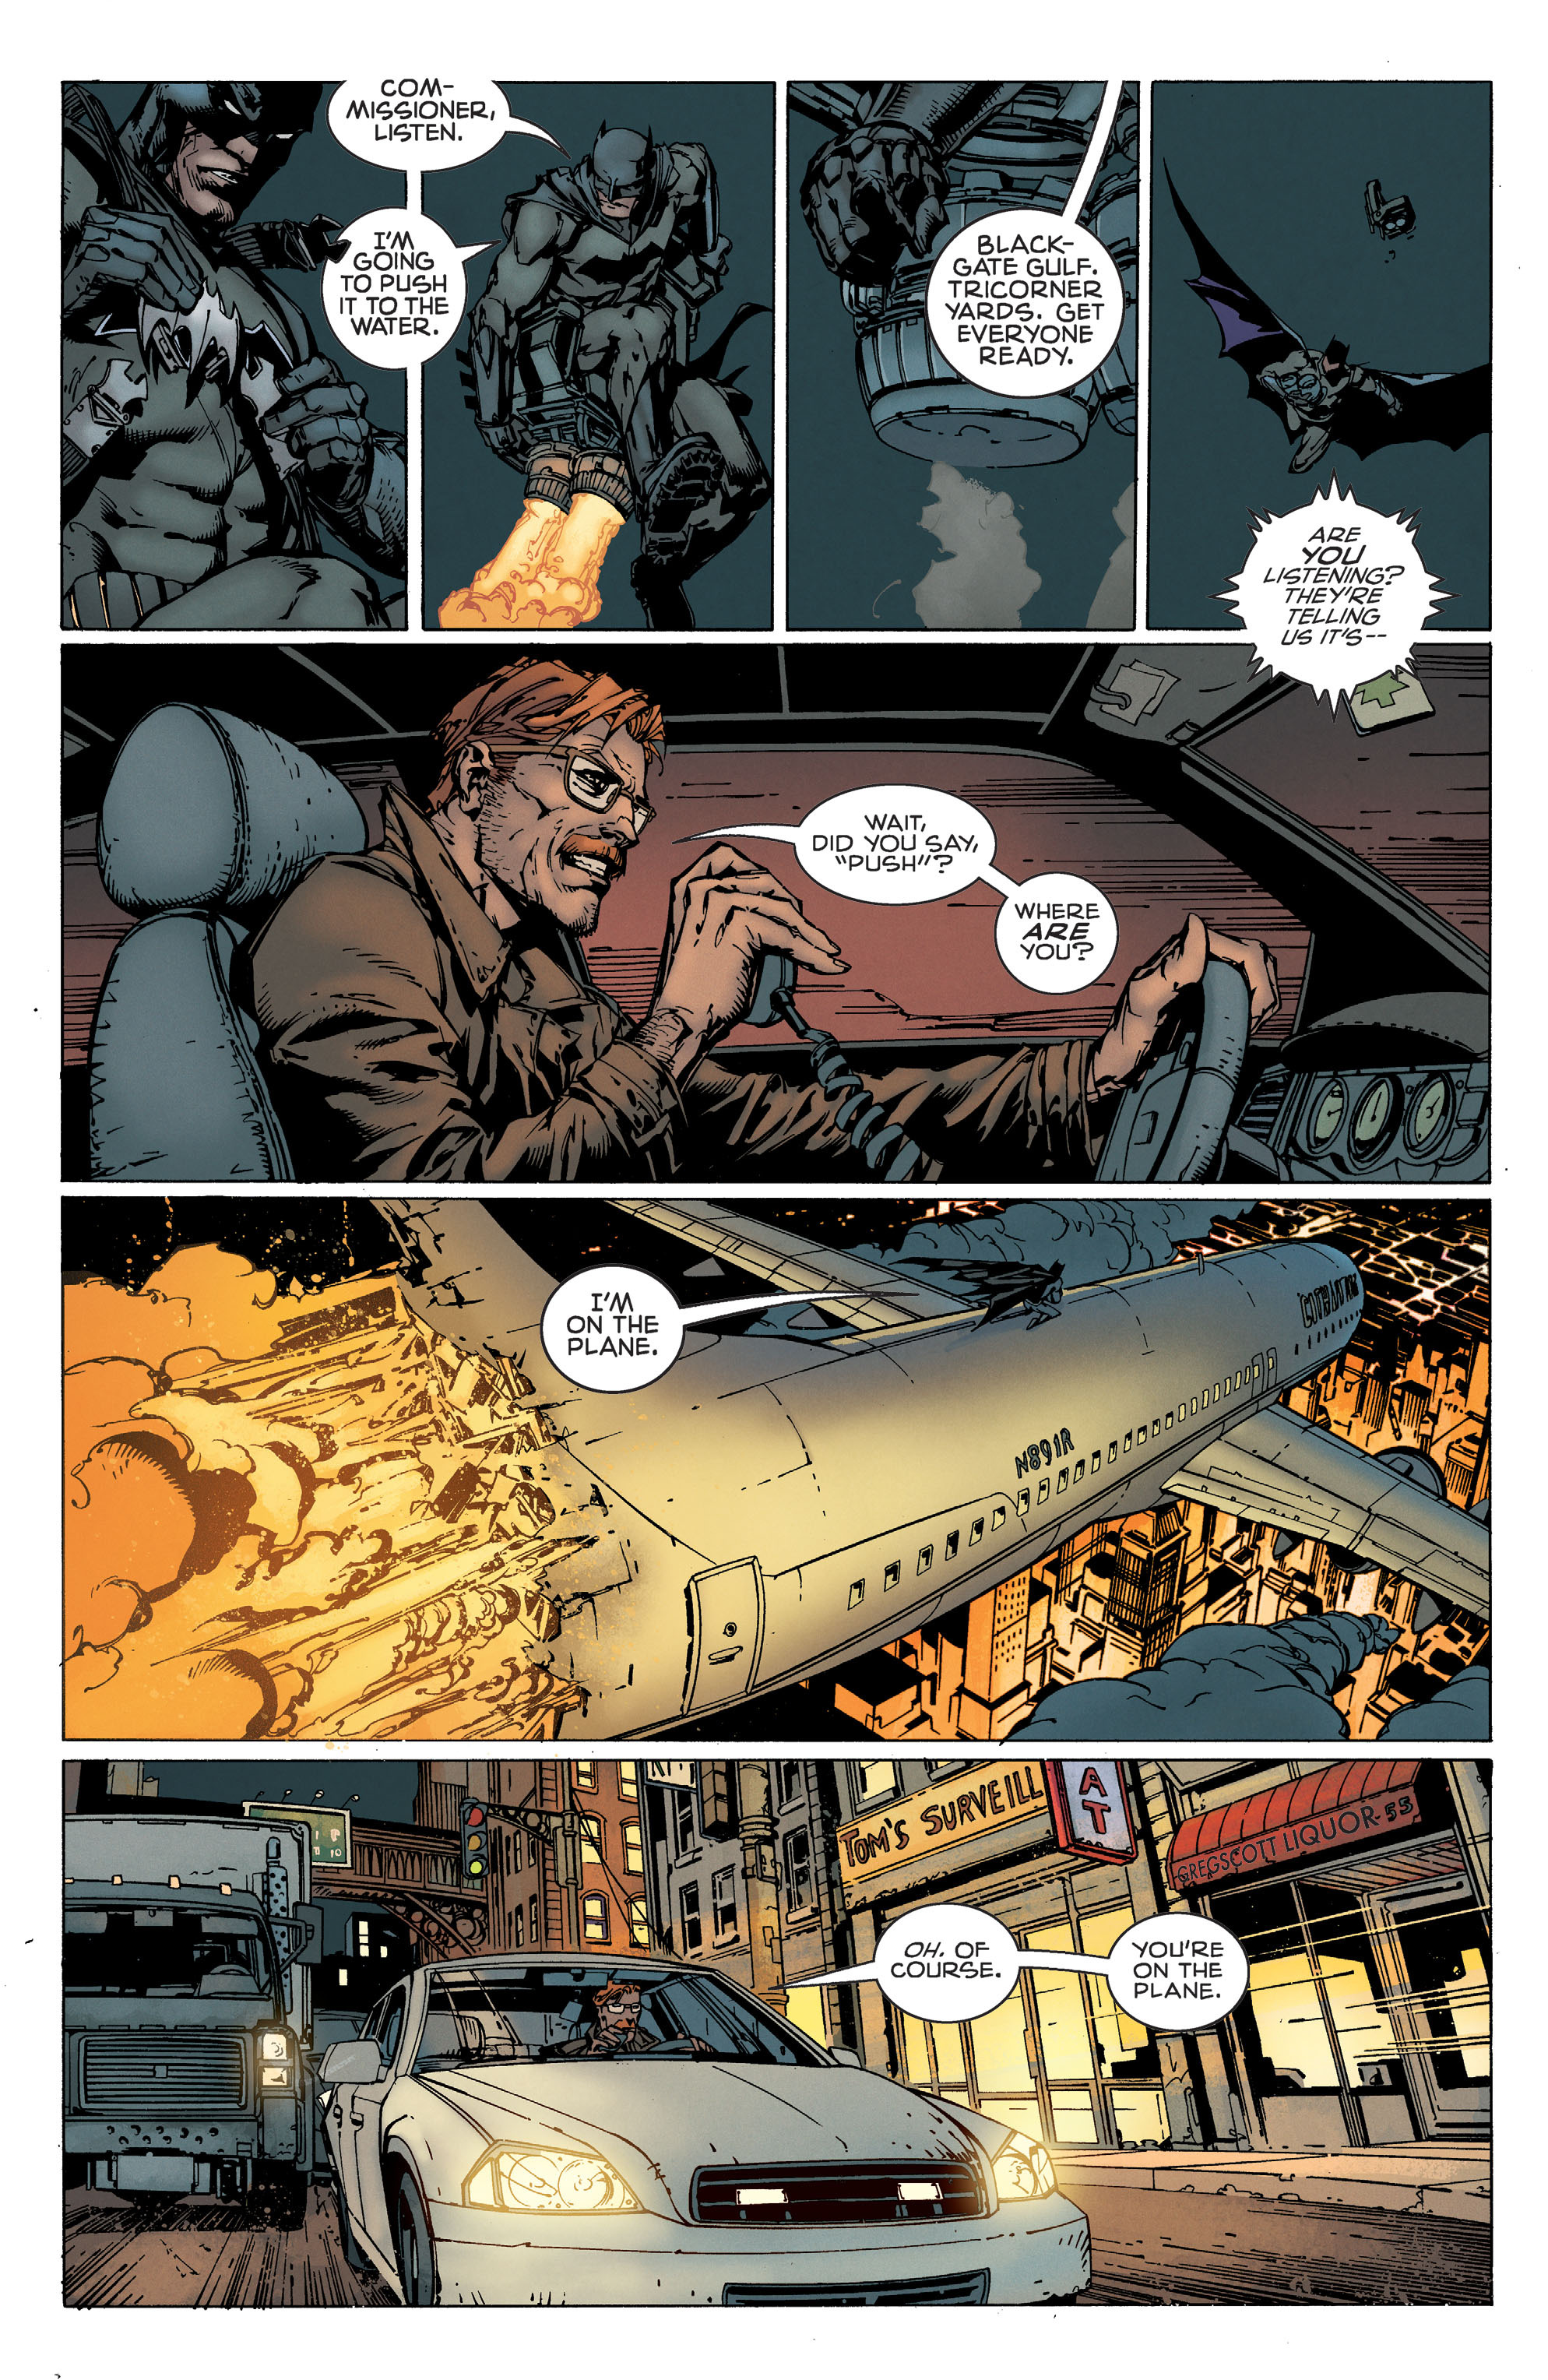 COM-
MISSIONER,
LISTEN.
I'M
GOING
TO PUSH
IT TO THE
WATER.
BLACK-
GATE GULF.
TRICORNER
YARDS. GET
EVERYONE
READY.
ARE
YOU
LISTENING?
THEY'RE
TELLING
US IT'S--
WAIT,
DID YOU SAY,
"PUSH"?
WHERE
ARE
YOU?
I'M
ON THE
PLANE.
N891R
TOM'S SURVEILL
AT
GREGSCOTT LIQUOR-55
OH. OF
COURSE.
YOU'RE
ON THE
PLANE.